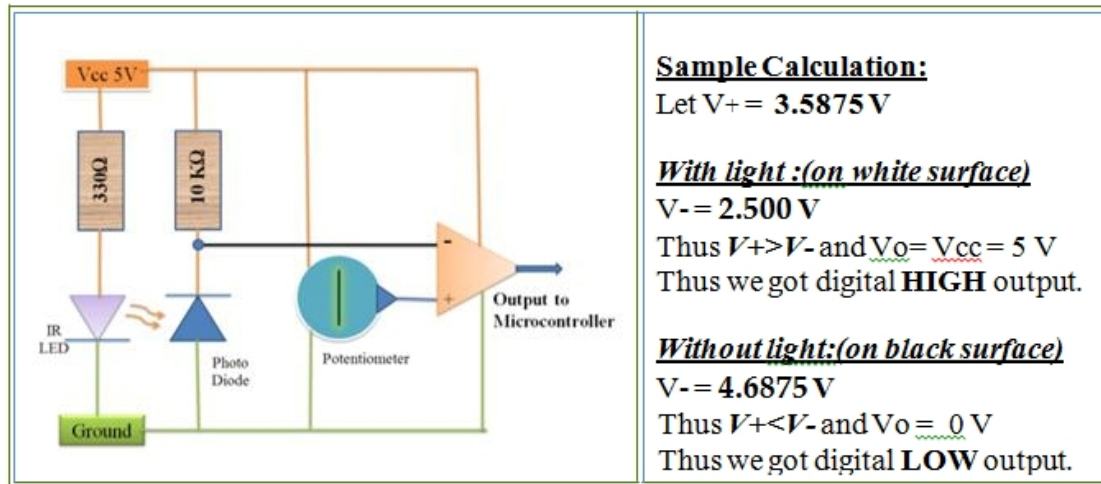 Vcc 5V
330Ω
10 KΩ
-
+
Output to
Microcontroller
IR
LED
Photo
Diode
Potentiometer
Ground
Sample Calculation:
Let V+ = 3.5875 V
With light :(on white surface)
V- = 2.500 V
Thus V+>V- and Vo= Vcc = 5 V
Thus we got digital HIGH output.
Without light:(on black surface)
V- = 4.6875 V
Thus V+<V- and Vo = 0 V
Thus we got digital LOW output.